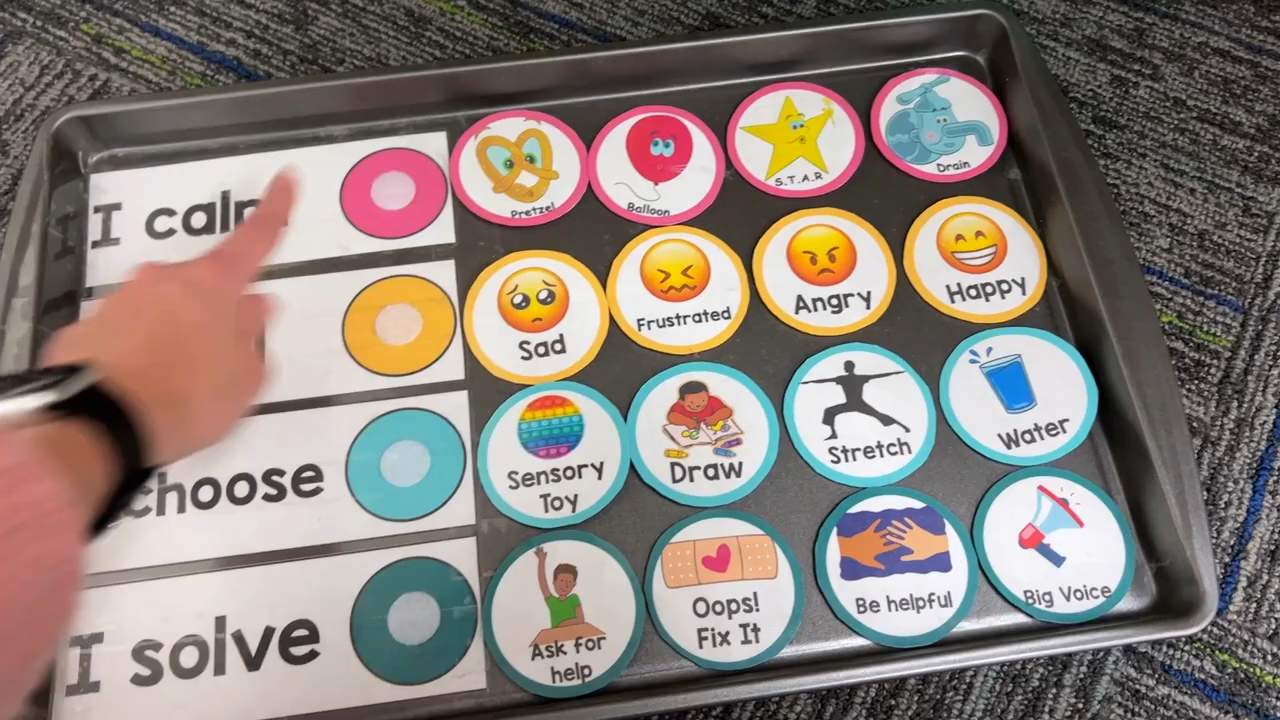 I calm
Pretzel
Balloon
S.T.A.R
Drain
Sad
Frustrated
Angry
Happy
choose
Sensory
Toy
Draw
Stretch
Water
I solve
Ask for
help
Oops!
Fix It
Be helpful
Big Voice